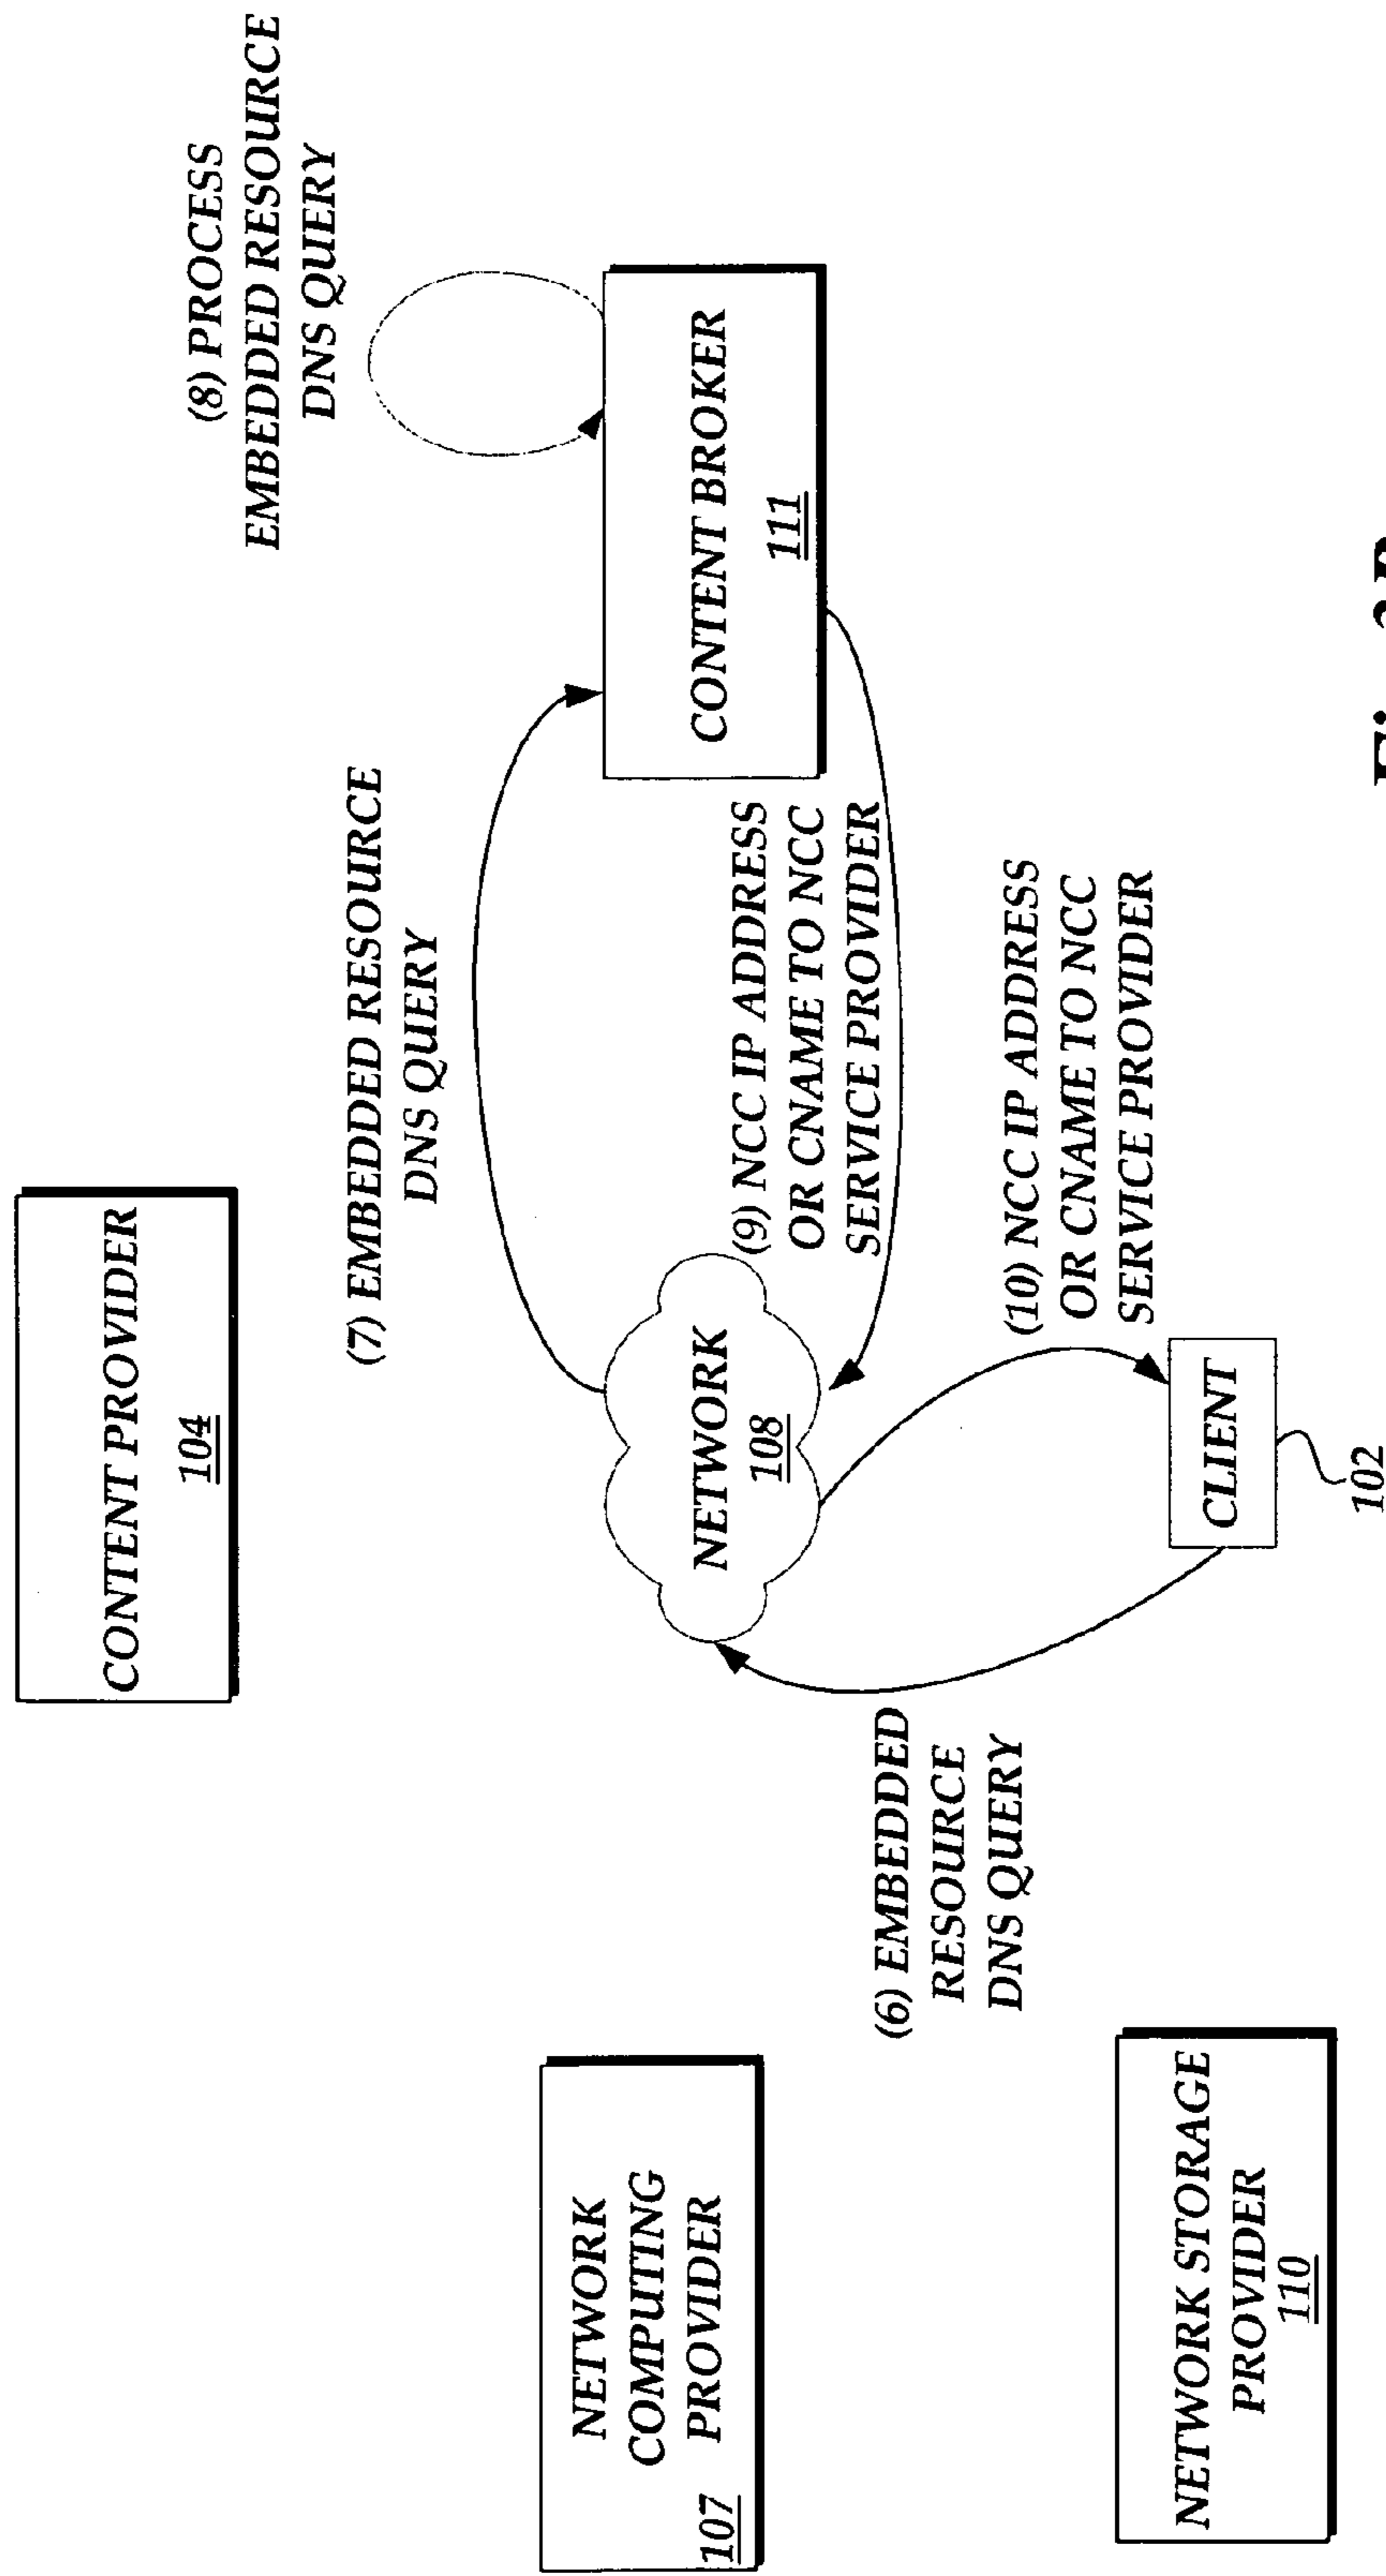 CONTENT PROVIDER
104
(7) EMBEDDED RESOURCE
DNS QUERY
(8) PROCESS
EMBEDDED RESOURCE
DNS QUERY
NETWORK
COMPUTING
PROVIDER
107
NETWORK
108
CONTENT BROKER
111
(9) NCC IP ADDRESS
OR CNAME TO NCC
SERVICE PROVIDER
(6) EMBEDDED
RESOURCE
DNS QUERY
(10) NCC IP ADDRESS
OR CNAME TO NCC
SERVICE PROVIDER
NETWORK STORAGE
PROVIDER
110
CLIENT
102